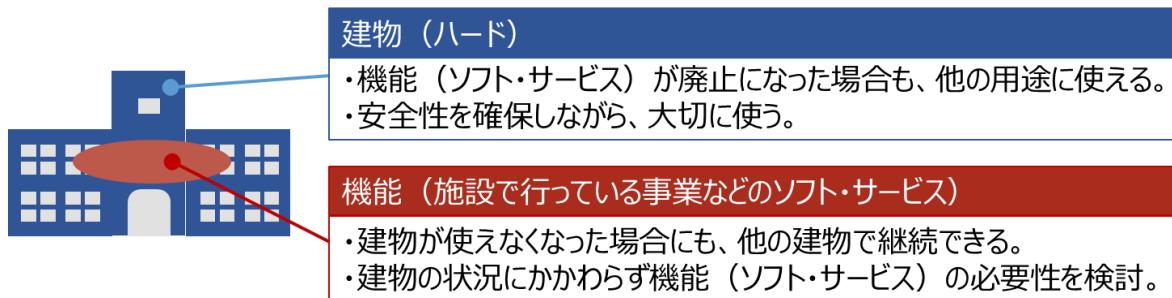 建物（ハード）
・機能（ソフト・サービス）が廃止になった場合も、他の用途に使える。
・安全性を確保しながら、大切に使う。
機能（施設で行っている事業などのソフト・サービス）
・建物が使えなくなった場合にも、他の建物で継続できる。
・建物の状況にかかわらず機能（ソフト・サービス）の必要性を検討。